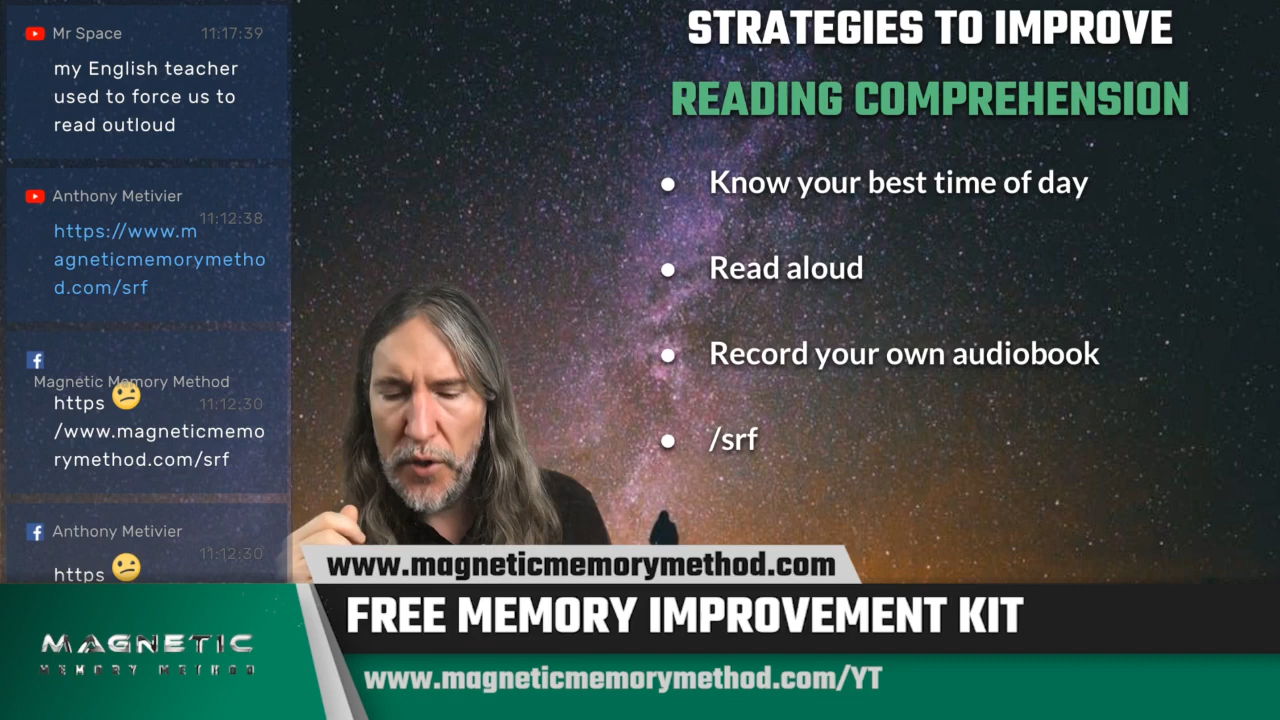 Mr Space 11:17:39
my English teacher
used to force us to
read outloud
Anthony Metivier
11:12:38
https://www.m
agneticmemorymetho
d.com/srf
Magnetic Memory Method
https 11:12:30
/www.magneticmemo
rymethod.com/srf
Anthony Metivier
11:12:30
https
STRATEGIES TO IMPROVE
READING COMPREHENSION
• Know your best time of day
• Read aloud
• Record your own audiobook
• /srf
www.magneticmemorymethod.com
FREE MEMORY IMPROVEMENT KIT
www.magneticmemorymethod.com/YT
MAGNETIC
MEMORY METHOD